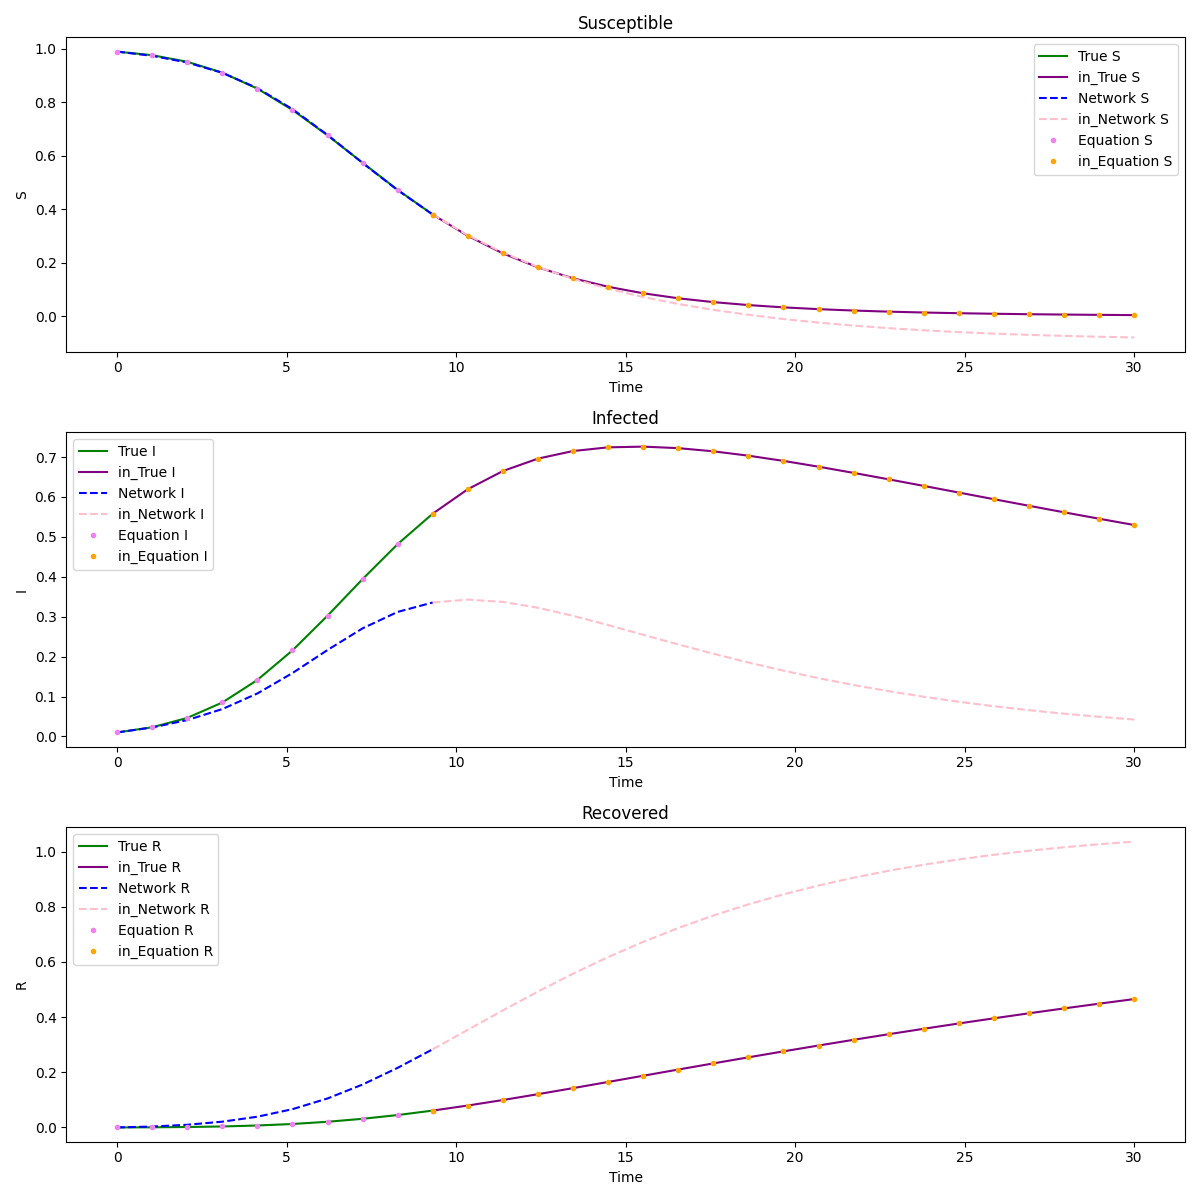 Susceptible
1.0
0.8
0.6
0.4
0.2
0.0
S
True S
in_True S
Network S
in_Network S
Equation S
in_Equation S
0 5 10 15 20 25 30
Time
Infected
0.7
0.6
0.5
0.4
0.3
0.2
0.1
0.0
I
True I
in_True I
Network I
in_Network I
Equation I
in_Equation I
0 5 10 15 20 25 30
Time
Recovered
1.0
0.8
0.6
0.4
0.2
0.0
R
True R
in_True R
Network R
in_Network R
Equation R
in_Equation R
0 5 10 15 20 25 30
Time